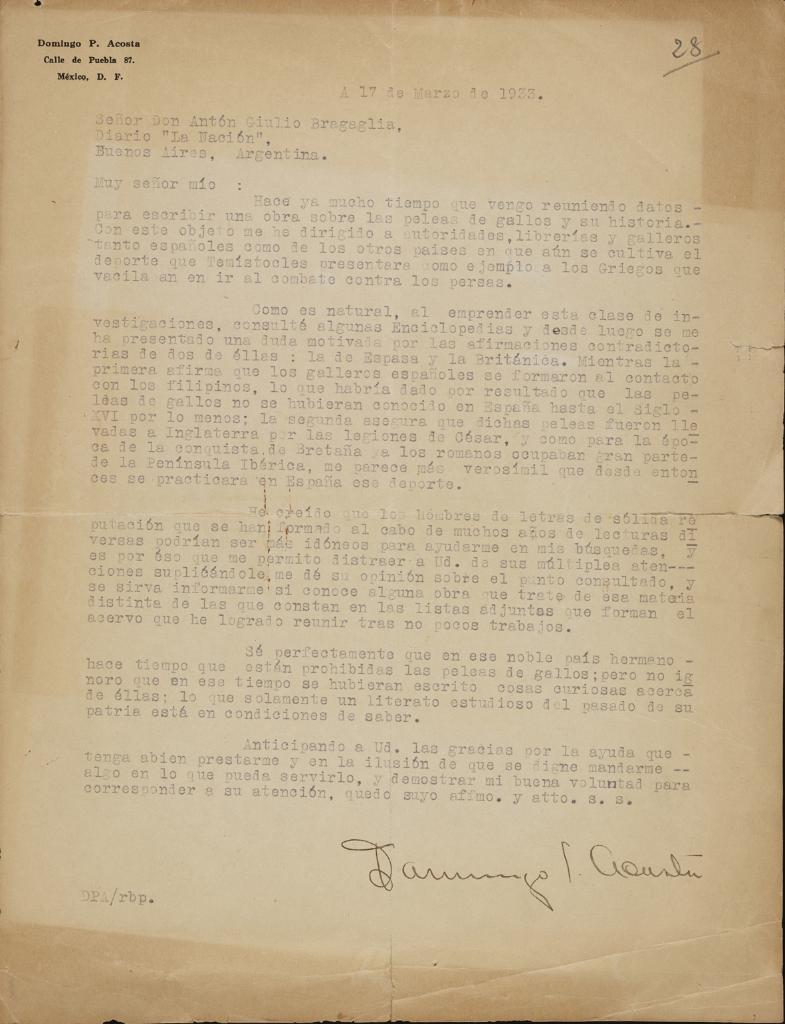 Domingo P. Acosta
Calle de Puebla 87.
México, D. F.
28
A 17 de Marzo de 1933.
Señor Don Antón Giulio Bragaglia,
Diario "La Nación",
Buenos Aires, Argentina.
Muy señor mío :
Hace ya mucho tiempo que vengo reuniendo datos -
para escribir una obra sobre las peleas de gallos y su historia.-
Con este objeto me he dirigido a autoridades, librerías y galleros
tanto españoles como de los otros países en que aún se cultiva el
deporte que Temístocles presentara como ejemplo a los Griegos que
vacilaban en ir al combate contra los persas.
Como es natural, al emprender esta clase de in-
vestigaciones, consulté algunas Enciclopedias y desde luego se me
ha presentado una duda motivada por las afirmaciones contradicto-
rias de dos de éllas : la de Espasa y la Británica. Mientras la -
primera afirma que los galleros españoles se formaron al contacto
con los filipinos, lo que habría dado por resultado que las pe-
léas de gallos no se hubieran conocido en España hasta el Siglo -
XVI por lo menos; la segunda asegura que dichas peleas fueron lle
vadas a Inglaterra por las legiones de César, y como para la épo-
ca de la conquista de Bretaña ya los romanos ocupaban gran parte-
de la Península Ibérica, me parece más verosímil que desde enton
ces se practicara en España ese deporte.
He creído que los hombres de letras de sólida re
putación que se han formado al cabo de muchos años de lecturas di
versas podrían ser más idóneos para ayudarme en mis búsquedas, y
es por éso que me permito distraer a Ud. de sus múltiplea aten---
ciones supliéándole, me dé su opinión sobre el punto consultado, y
se sirva informarme si conoce alguna obra que trate de esa materia
distinta de las que constan en las listas adjuntas que forman el
acervo que he logrado reunir tras no pocos trabajos.
Sé perfectamente que en ese noble país hermano -
hace tiempo que están prohibidas las peleas de gallos; pero no ig
noro que en ese tiempo se hubieran escrito cosas curiosas acerca
de éllas; lo que solamente un literato estudioso del pasado de su
patria está en condiciones de saber.
Anticipando a Ud. las gracias por la ayuda que -
tenga abien prestarme y en la ilusión de que se digne mandarme --
algo en lo que pueda servirlo, y demostrar mi buena voluntad para
corresponder a su atención, quedo suyo affmo. y atto. s. s.
Domingo P. Acosta
DPA/rbp.